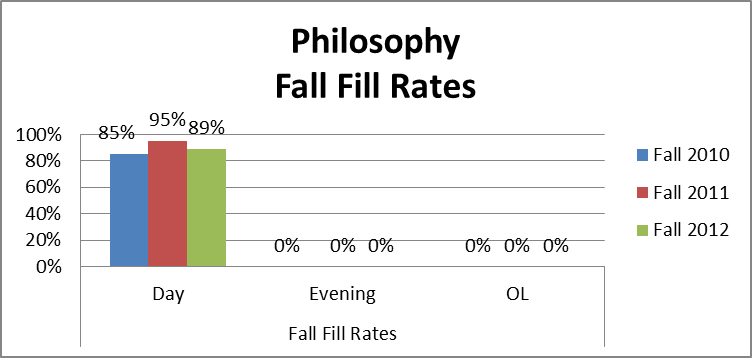 Philosophy
Fall Fill Rates
85% 95% 89%
100%
80%
60%
40%
20%
0%
0% 0% 0%
0% 0% 0%
Day Evening OL
Fall Fill Rates
Fall 2010
Fall 2011
Fall 2012